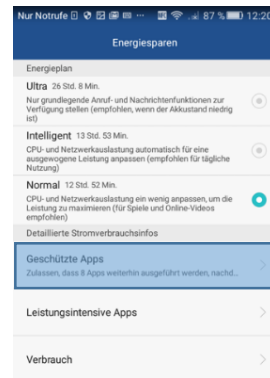 Nur Notrufe ... 87 % 12:20
Energiesparen
Energieplan
Ultra 26 Std. 8 Min.
Nur grundlegende Anruf- und Nachrichtenfunktionen zur
Verfügung stellen (empfohlen, wenn der Akkustand niedrig
ist)
Intelligent 13 Std. 53 Min.
CPU- und Netzwerkauslastung automatisch für eine
ausgewogene Leistung anpassen (empfohlen für tägliche
Nutzung)
Normal 12 Std. 52 Min.
CPU- und Netzwerkauslastung ein wenig anpassen, um die
Leistung zu maximieren (für Spiele und Online-Videos
empfohlen)
Detaillierte Stromverbrauchsinfos
Geschützte Apps
Zulassen, dass 8 Apps weiterhin ausgeführt werden, nachd...
Leistungsintensive Apps
Verbrauch